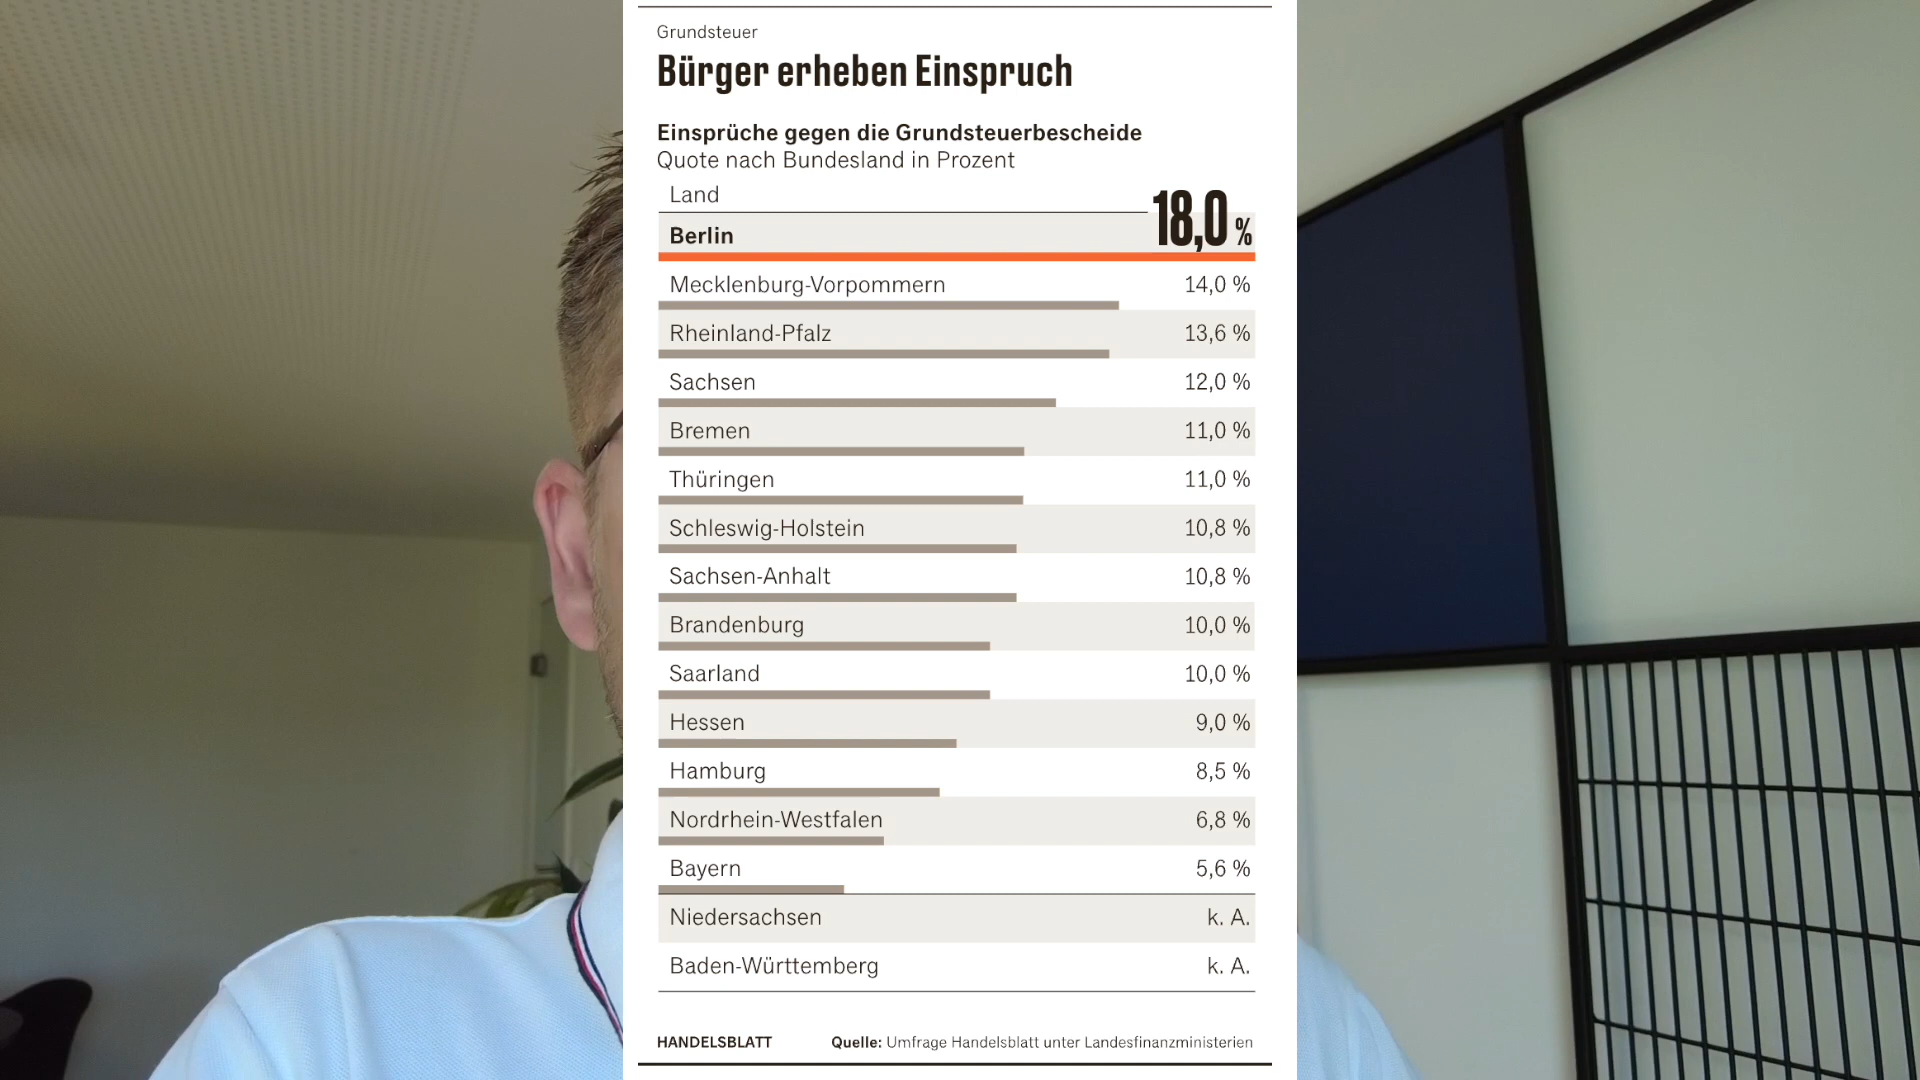 Grundsteuer
Bürger erheben Einspruch
Einsprüche gegen die Grundsteuerbescheide
Quote nach Bundesland in Prozent
Land
Berlin 18,0 %
Mecklenburg-Vorpommern 14,0 %
Rheinland-Pfalz 13,6 %
Sachsen 12,0 %
Bremen 11,0 %
Thüringen 11,0 %
Schleswig-Holstein 10,8 %
Sachsen-Anhalt 10,8 %
Brandenburg 10,0 %
Saarland 10,0 %
Hessen 9,0 %
Hamburg 8,5 %
Nordrhein-Westfalen 6,8 %
Bayern 5,6 %
Niedersachsen k. A.
Baden-Württemberg k. A.
HANDELSBLATT Quelle: Umfrage Handelsblatt unter Landesfinanzministerien